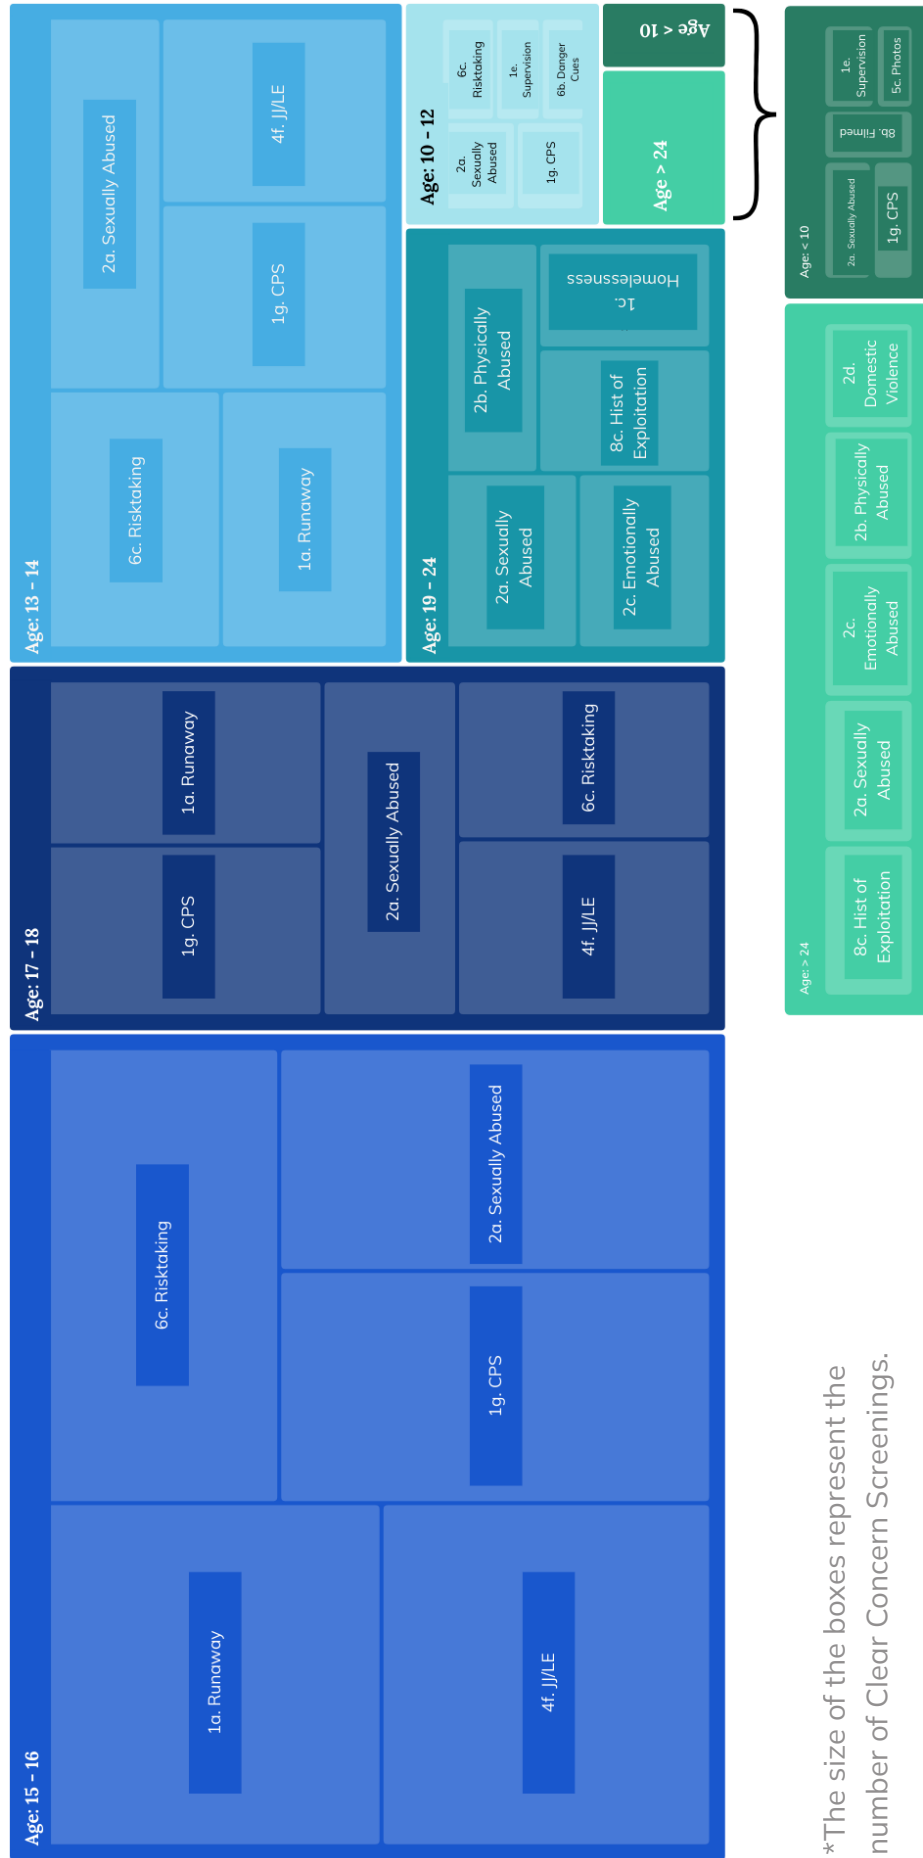 Age: 15 - 16
1a. Runaway
4f. JJ/LE
6c. Risktaking
1g. CPS
2a. Sexually Abused
Age: 17 - 18
1g. CPS
1a. Runaway
2a. Sexually Abused
4f. JJ/LE
6c. Risktaking
Age: 13 - 14
6c. Risktaking
2a. Sexually Abused
1a. Runaway
1g. CPS
4f. JJ/LE
Age: 19 - 24
2a. Sexually
Abused
2b. Physically
Abused
2c. Emotionally
Abused
8c. Hist of
Exploitation
1c.
Homelessness
Age: 10 - 12
2a.
Sexually
Abused
6c.
Risktaking
1e.
Supervision
1g. CPS
6b. Danger
Cues
Age > 24
Age < 10
Age: > 24
8c. Hist of
Exploitation
2a. Sexually
Abused
2c.
Emotionally
Abused
2b. Physically
Abused
2d.
Domestic
Violence
Age: < 10
2a. Sexually Abused
1g. CPS
8b. Filmed
1e.
Supervision
5c. Photos
*The size of the boxes represent the
number of Clear Concern Screenings.